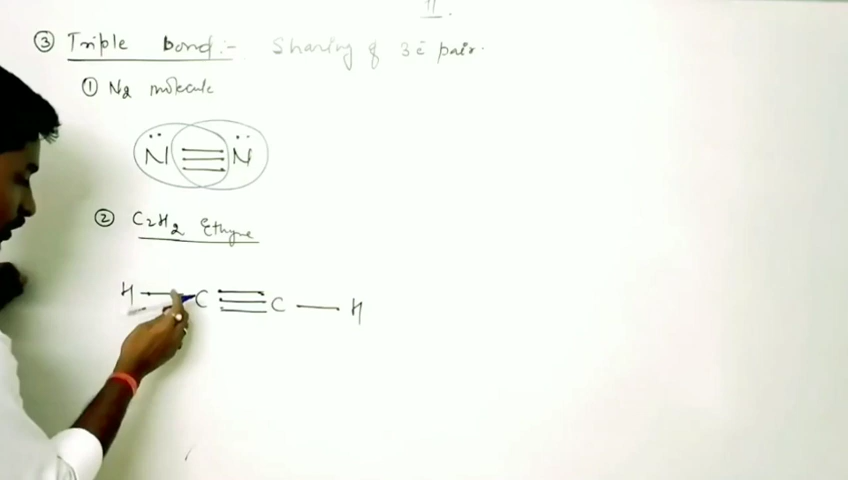 ③ Triple bond:- Sharing of 3 ē pair.
① N₂ molecule
N̈ ≡ N̈
② C₂H₂ Ethyne
H — C ≡ C — H